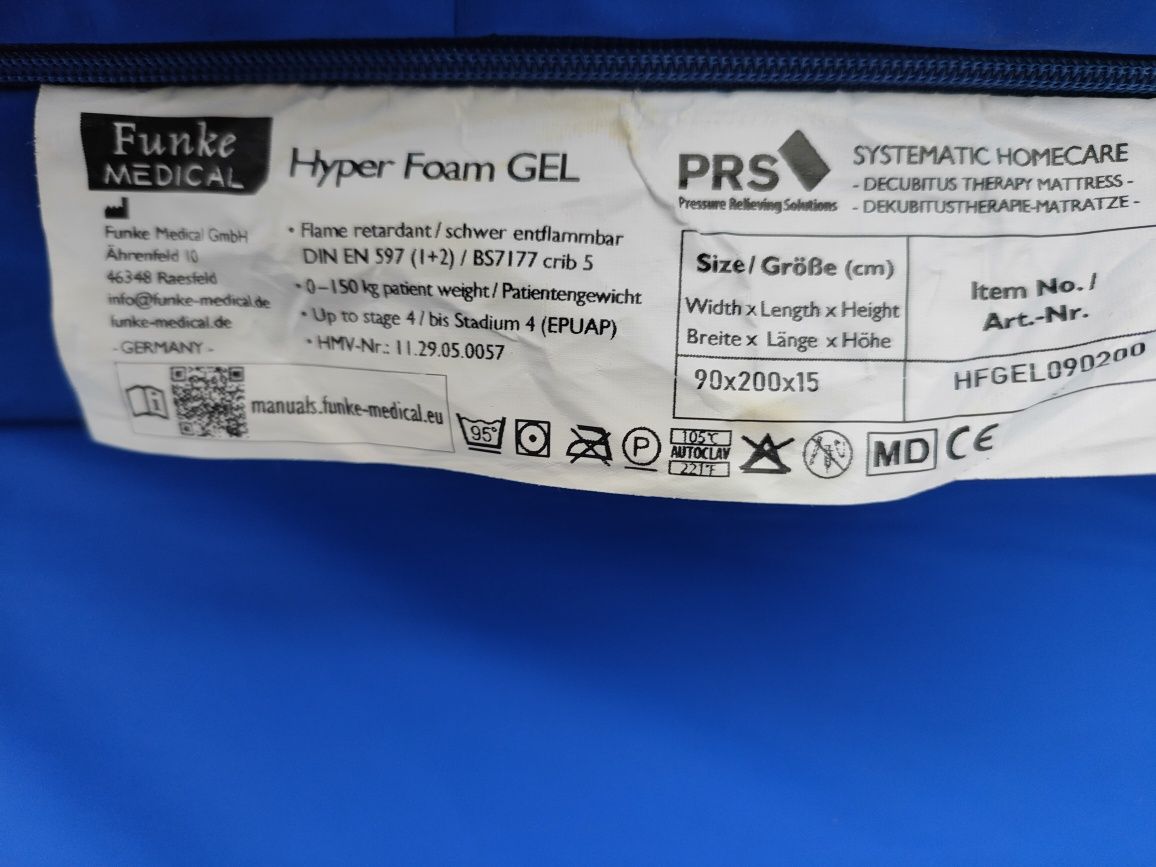 Funke
MEDICAL
Hyper Foam GEL
Funke Medical GmbH
Ährenfeld 10
46348 Raesfeld
info@funke-medical.de
funke-medical.de
- GERMANY -
• Flame retardant / schwer entflammbar
DIN EN 597 (1+2) / BS7177 crib 5
• 0–150 kg patient weight / Patientengewicht
• Up to stage 4 / bis Stadium 4 (EPUAP)
• HMV-Nr.: 11.29.05.0057
manuals.funke-medical.eu
PRS
Pressure Relieving Solutions
SYSTEMATIC HOMECARE
- DECUBITUS THERAPY MATTRESS -
- DEKUBITUSTHERAPIE-MATRATZE -
Size / Größe (cm)
Width x Length x Height
Breite x Länge x Höhe
Item No. /
Art.-Nr.
90x200x15
HFGEL090200
95°
P
105°C
AUTOCLAV
221°F
MD
CE